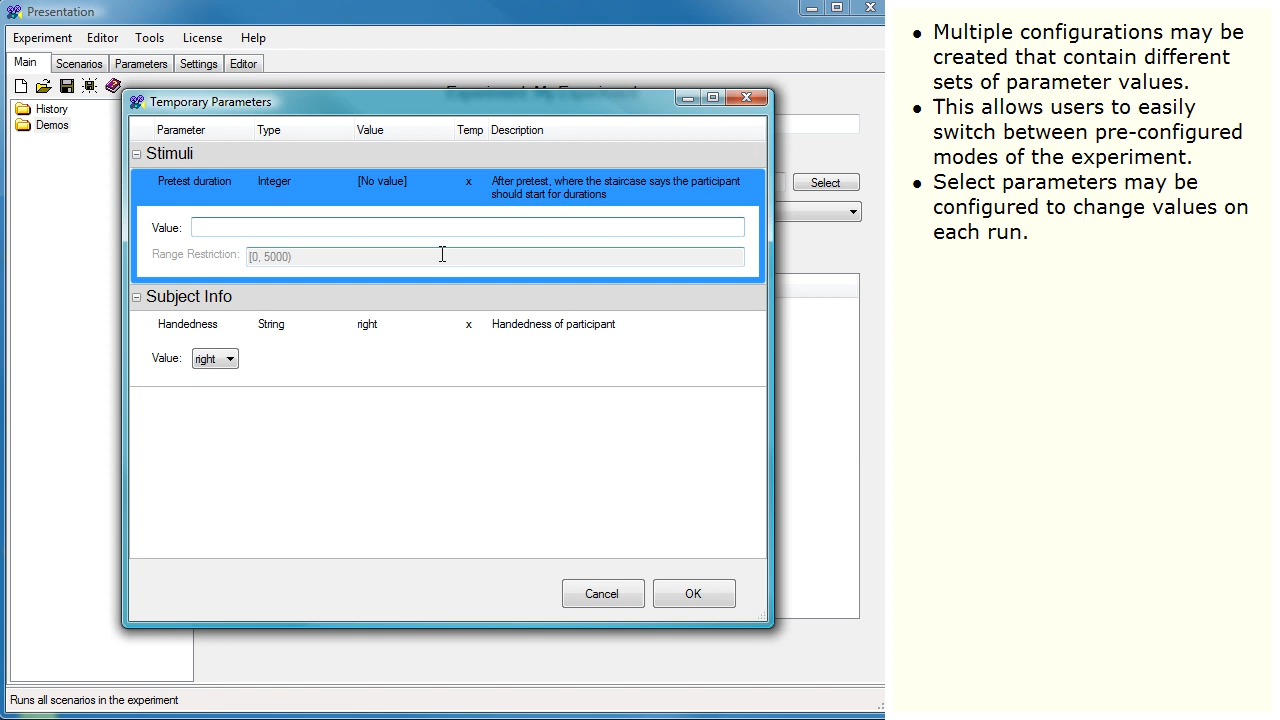 Presentation
Experiment Editor Tools License Help
Main Scenarios Parameters Settings Editor
History
Demos
Temporary Parameters
Parameter Type Value Temp Description
Stimuli
Pretest duration Integer [No value] x After pretest, where the staircase says the participant
should start for durations
Value:
Range Restriction: [0, 5000)
Subject Info
Handedness String right x Handedness of participant
Value: right
Cancel OK
Select
Runs all scenarios in the experiment
• Multiple configurations may be
created that contain different
sets of parameter values.
• This allows users to easily
switch between pre-configured
modes of the experiment.
• Select parameters may be
configured to change values on
each run.